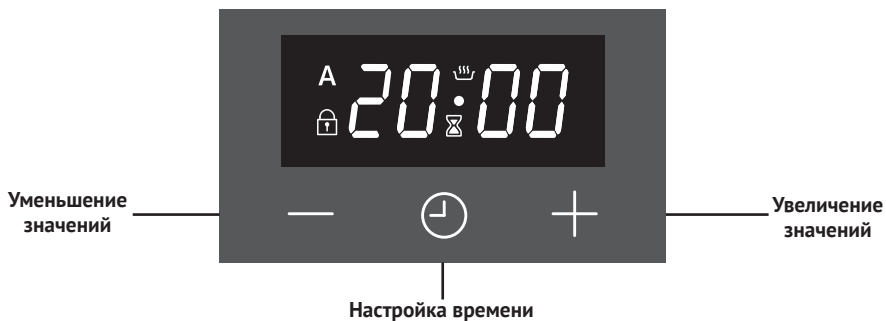 A 20:00
Уменьшение
значений
Увеличение
значений
Настройка времени